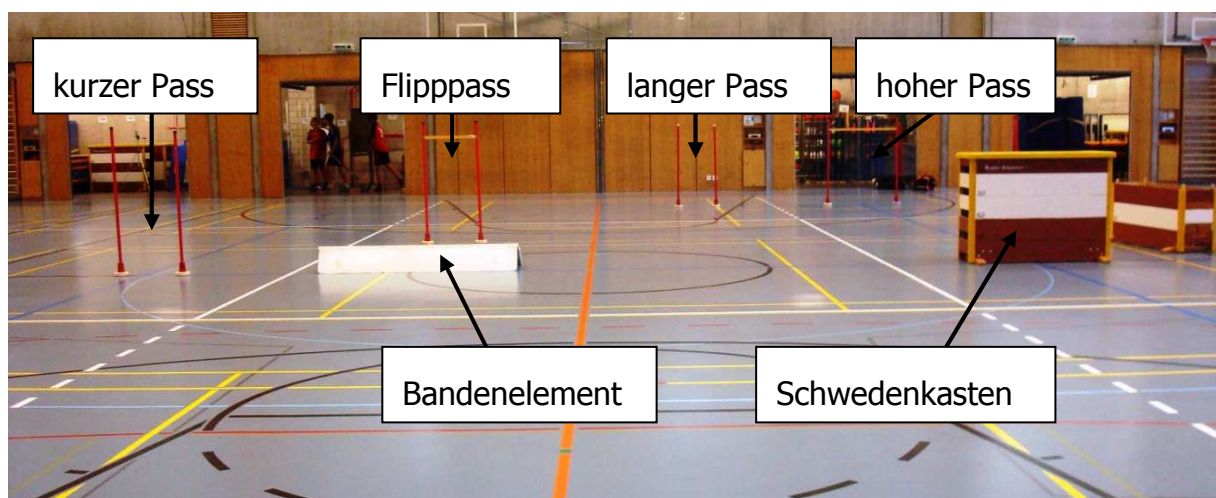 kurzer Pass
Flipppass
langer Pass
hoher Pass
Bandenelement
Schwedenkasten